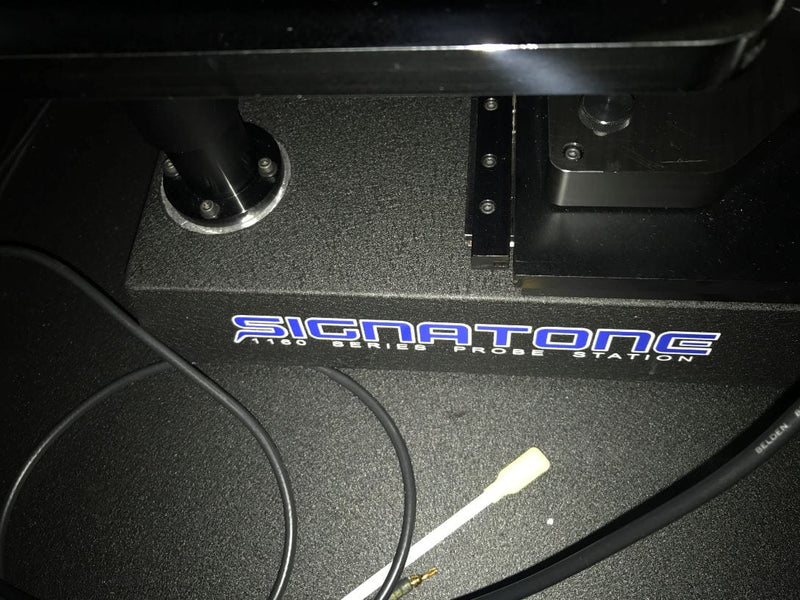 SIGNATONE
1160 SERIES PROBE STATION
BELDEN